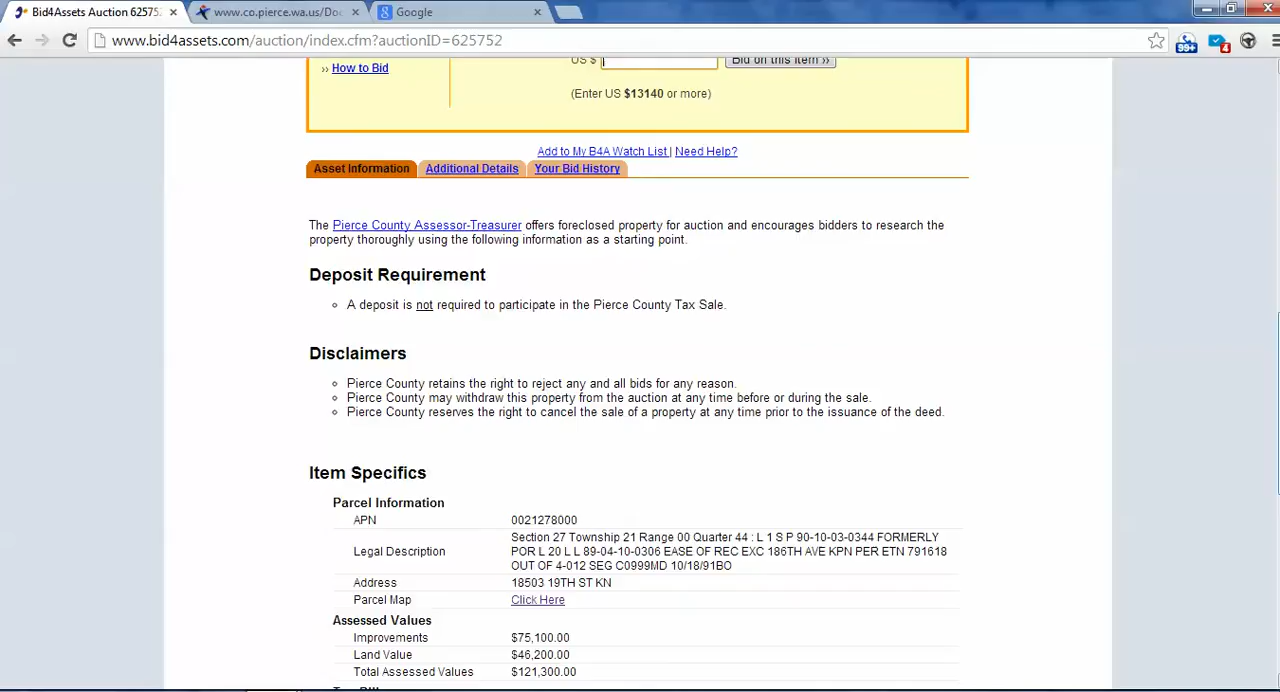 Bid4Assets Auction 62575
www.co.pierce.wa.us/Do
Google
www.bid4assets.com/auction/index.cfm?auctionID=625752
99+
4
›› How to Bid
US $
Bid on this item ››
(Enter US $13140 or more)
Add to My B4A Watch List | Need Help?
Asset Information
Additional Details
Your Bid History
The Pierce County Assessor-Treasurer offers foreclosed property for auction and encourages bidders to research the
property thoroughly using the following information as a starting point.
Deposit Requirement
A deposit is not required to participate in the Pierce County Tax Sale.
Disclaimers
Pierce County retains the right to reject any and all bids for any reason.
Pierce County may withdraw this property from the auction at any time before or during the sale.
Pierce County reserves the right to cancel the sale of a property at any time prior to the issuance of the deed.
Item Specifics
Parcel Information
APN 0021278000
Legal Description Section 27 Township 21 Range 00 Quarter 44 : L 1 S P 90-10-03-0344 FORMERLY
POR L 20 L L 89-04-10-0306 EASE OF REC EXC 186TH AVE KPN PER ETN 791618
OUT OF 4-012 SEG C0999MD 10/18/91BO
Address 18503 19TH ST KN
Parcel Map Click Here
Assessed Values
Improvements $75,100.00
Land Value $46,200.00
Total Assessed Values $121,300.00